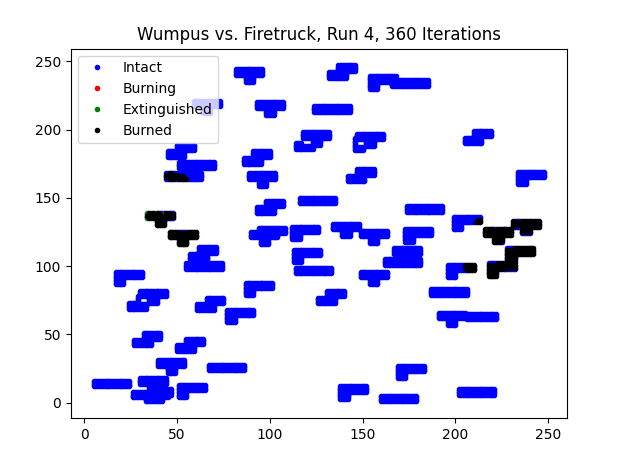 Wumpus vs. Firetruck, Run 4, 360 Iterations
250
200
150
100
50
0
Intact
Burning
Extinguished
Burned
0 50 100 150 200 250